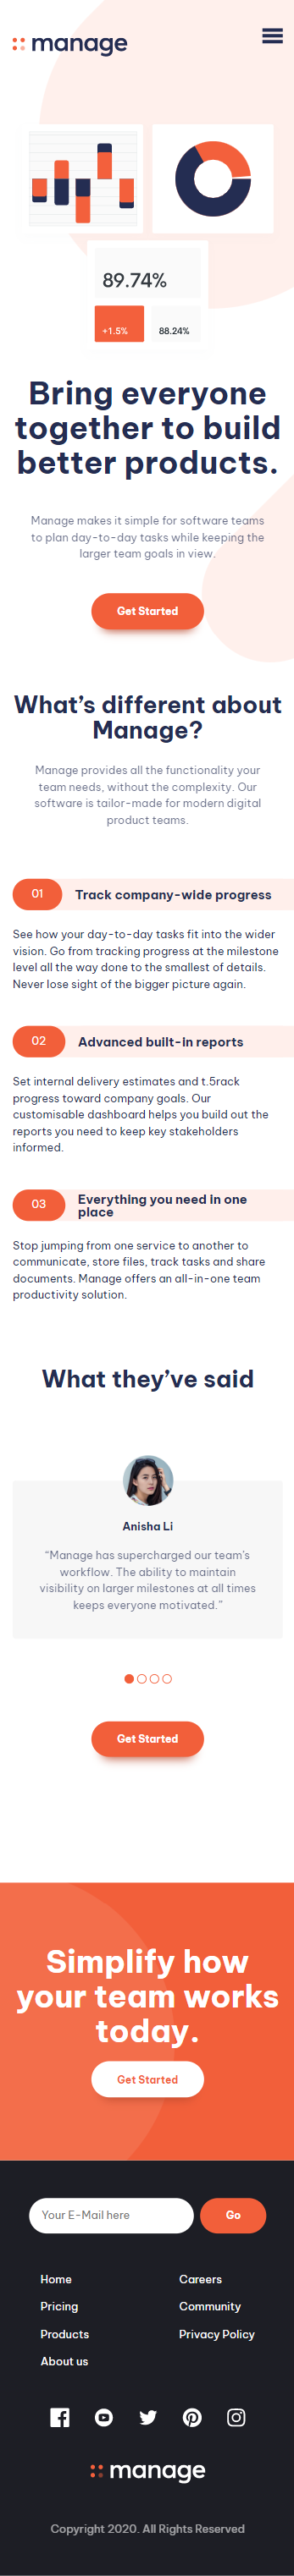 manage
89.74%
+1.5%
88.24%
Bring everyone
together to build
better products.
Manage makes it simple for software teams
to plan day-to-day tasks while keeping the
larger team goals in view.
Get Started
What’s different about
Manage?
Manage provides all the functionality your
team needs, without the complexity. Our
software is tailor-made for modern digital
product teams.
01 Track company-wide progress
See how your day-to-day tasks fit into the wider
vision. Go from tracking progress at the milestone
level all the way done to the smallest of details.
Never lose sight of the bigger picture again.
02 Advanced built-in reports
Set internal delivery estimates and t.5rack
progress toward company goals. Our
customisable dashboard helps you build out the
reports you need to keep key stakeholders
informed.
03 Everything you need in one
place
Stop jumping from one service to another to
communicate, store files, track tasks and share
documents. Manage offers an all-in-one team
productivity solution.
What they’ve said
Anisha Li
“Manage has supercharged our team’s
workflow. The ability to maintain
visibility on larger milestones at all times
keeps everyone motivated.”
Get Started
Simplify how
your team works
today.
Get Started
Your E-Mail here
Go
Home
Pricing
Products
About us
Careers
Community
Privacy Policy
manage
Copyright 2020. All Rights Reserved